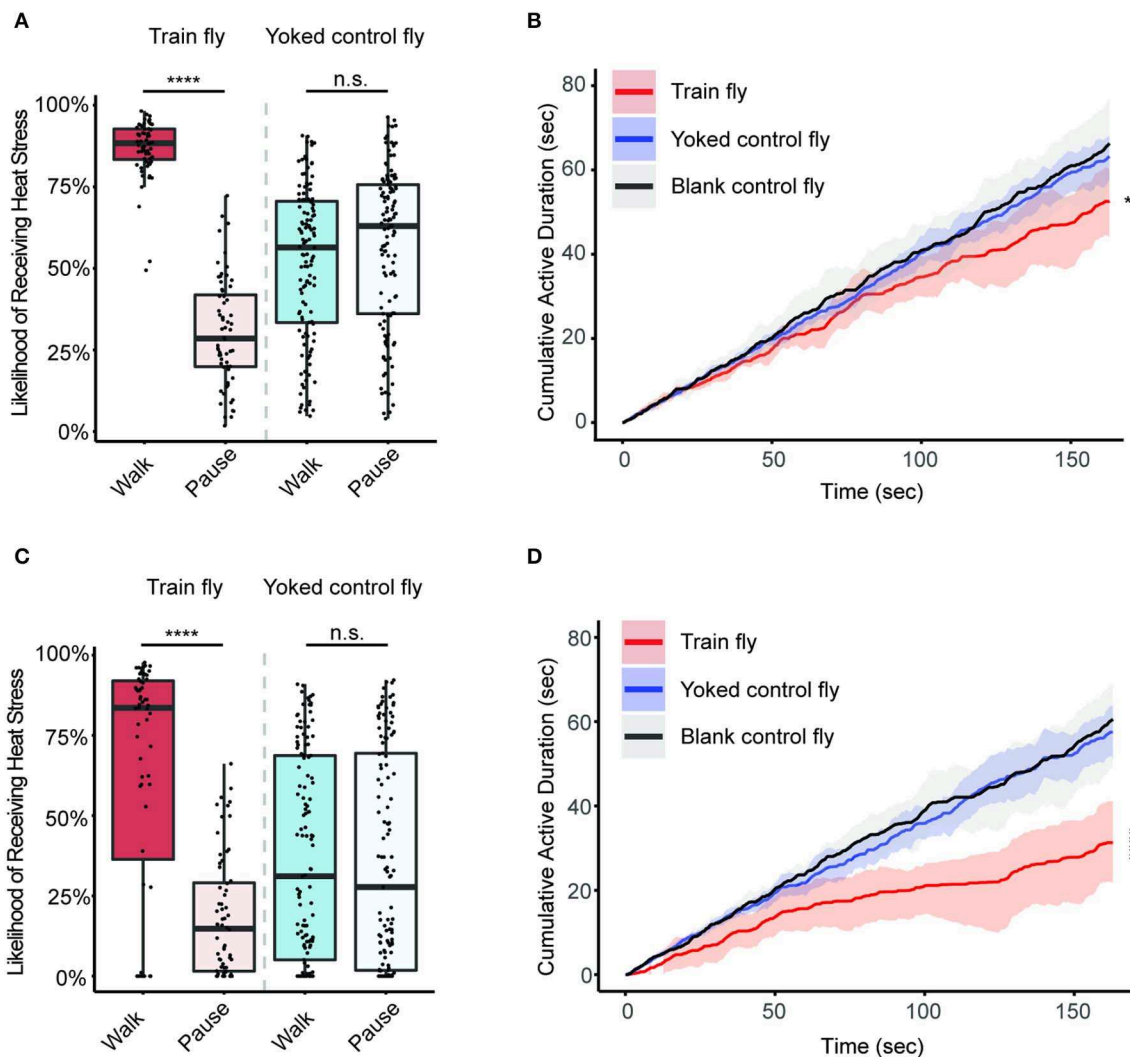 A
Train fly
Yoked control fly
****
n.s.
Likelihood of Receiving Heat Stress
100%
75%
50%
25%
0%
Walk
Pause
Walk
Pause
B
Train fly
Yoked control fly
Blank control fly
Cumulative Active Duration (sec)
80
60
40
20
0
*
0
50
100
150
Time (sec)
C
Train fly
Yoked control fly
****
n.s.
Likelihood of Receiving Heat Stress
100%
75%
50%
25%
0%
Walk
Pause
Walk
Pause
D
Train fly
Yoked control fly
Blank control fly
Cumulative Active Duration (sec)
80
60
40
20
0
0
50
100
150
Time (sec)